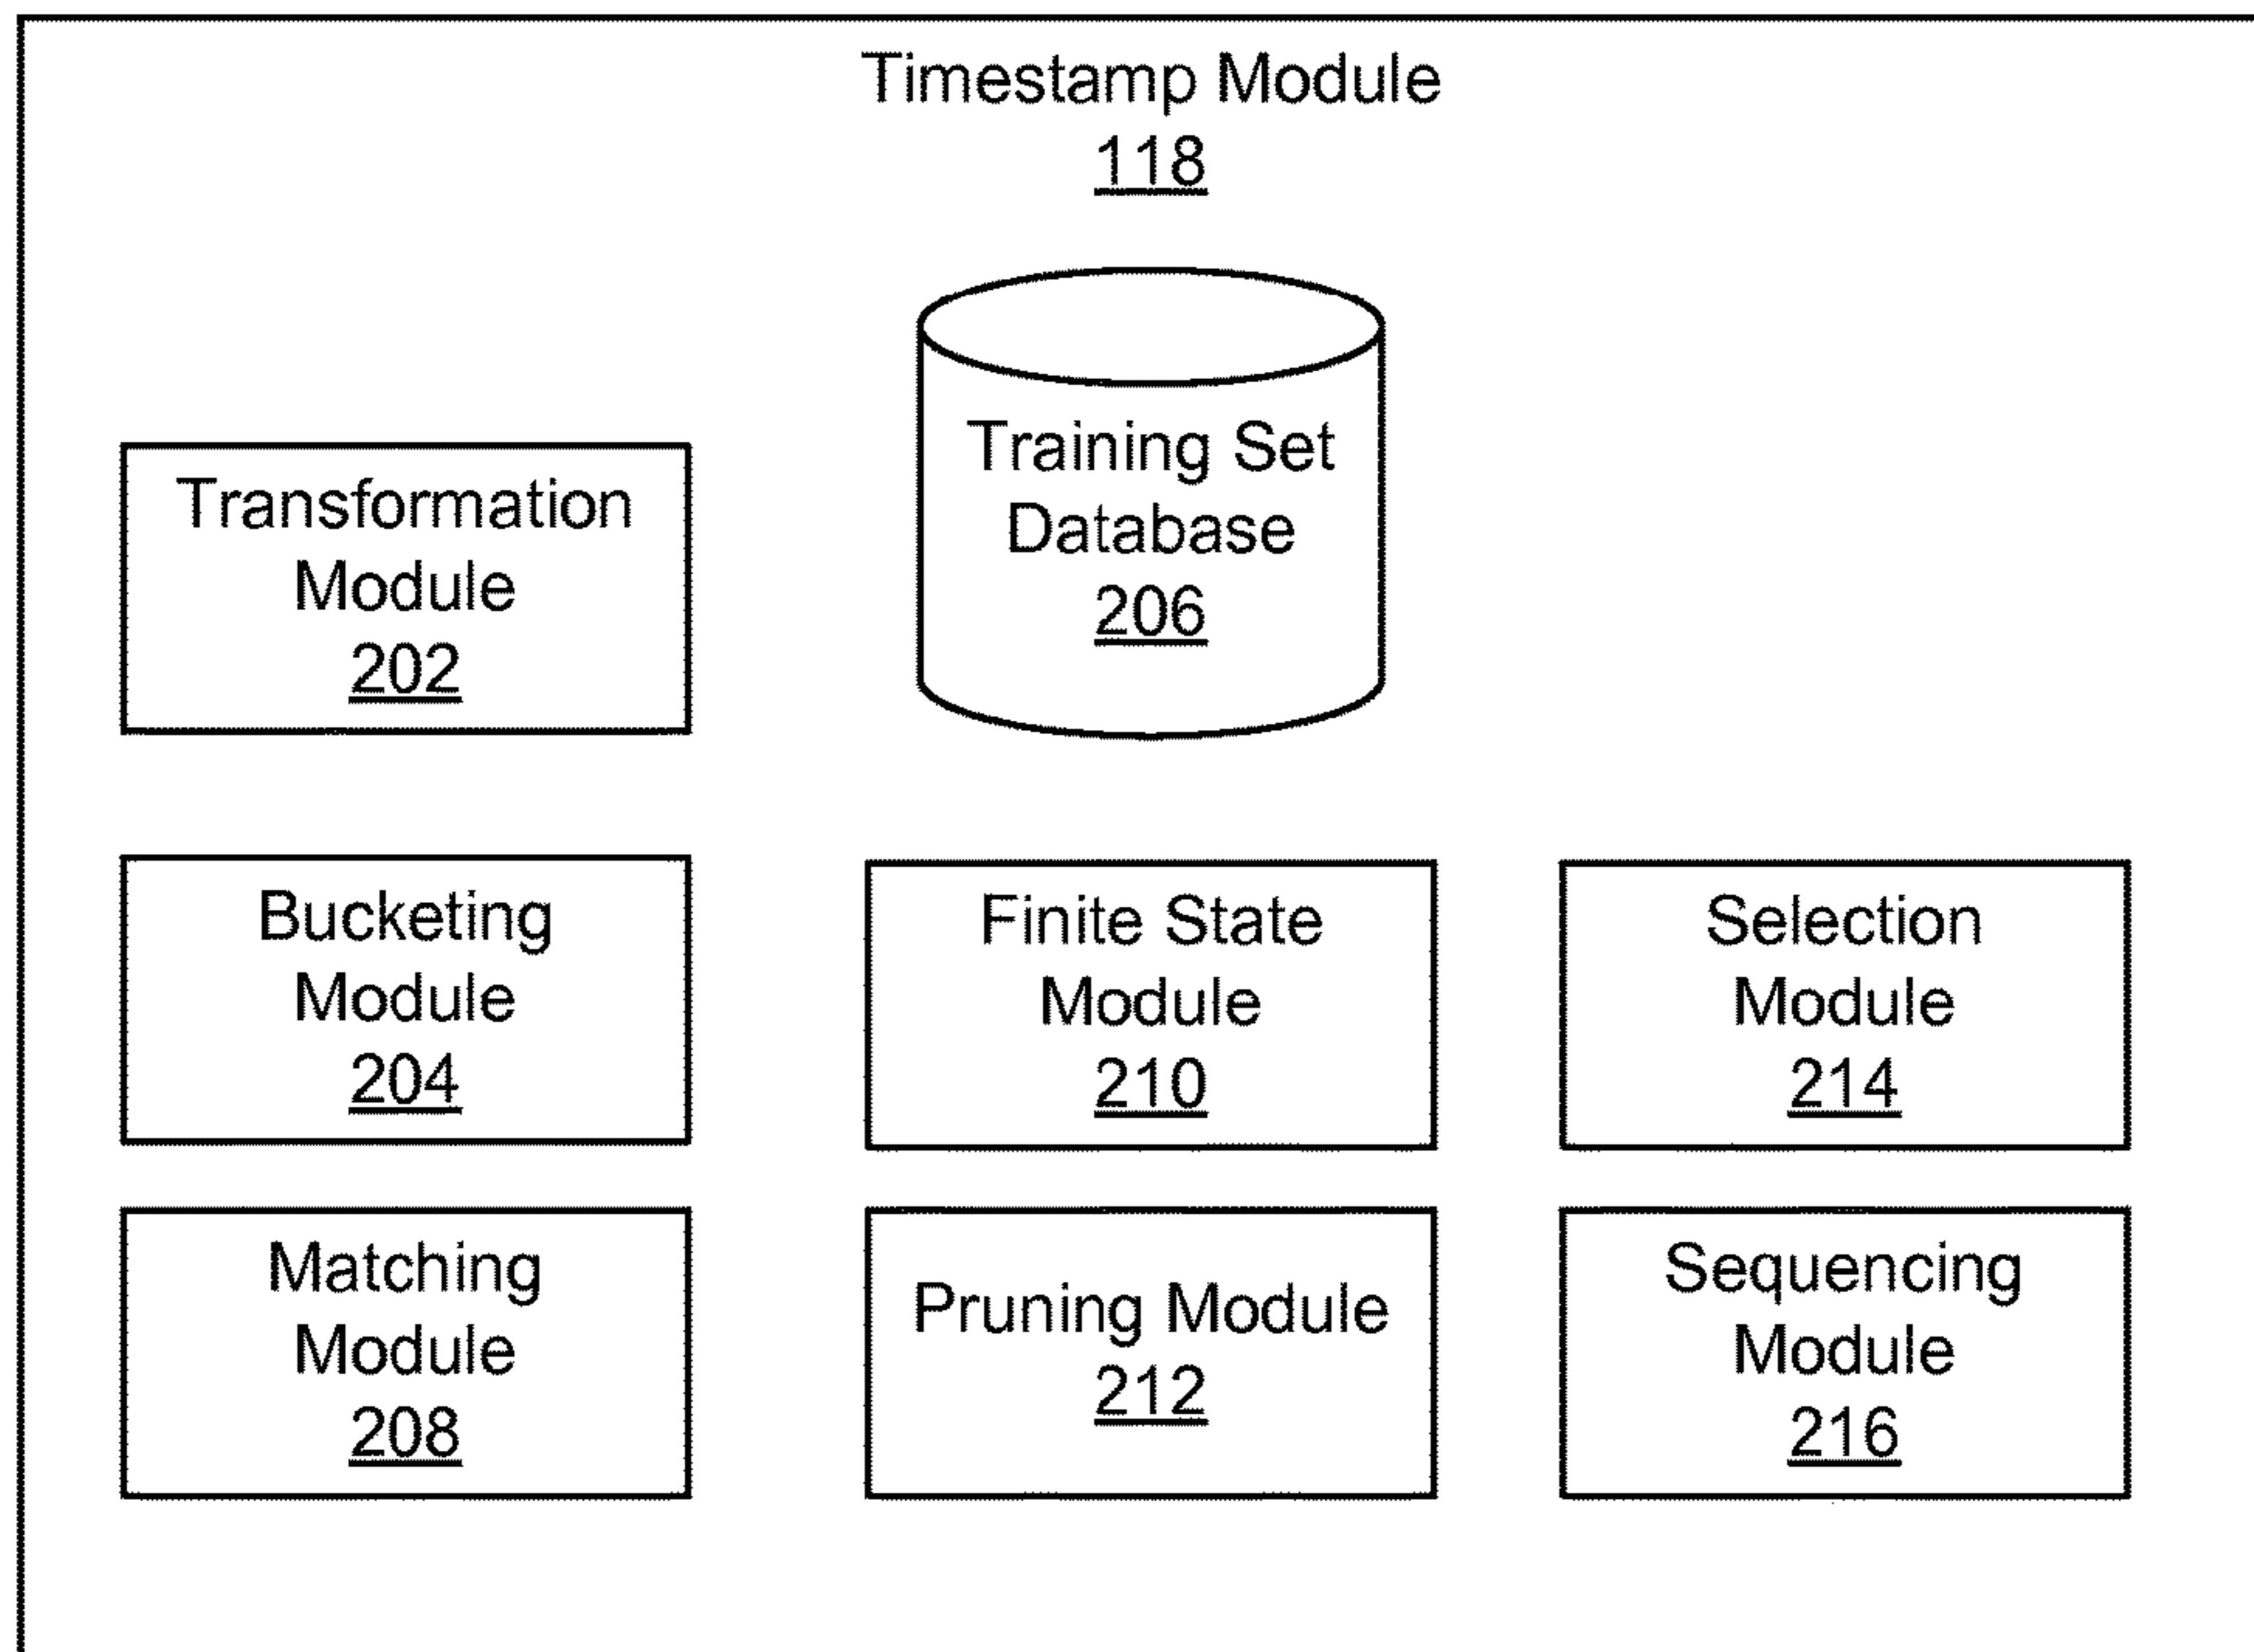 Timestamp Module
118
Training Set
Database
206
Transformation
Module
202
Bucketing
Module
204
Finite State
Module
210
Selection
Module
214
Matching
Module
208
Pruning Module
212
Sequencing
Module
216